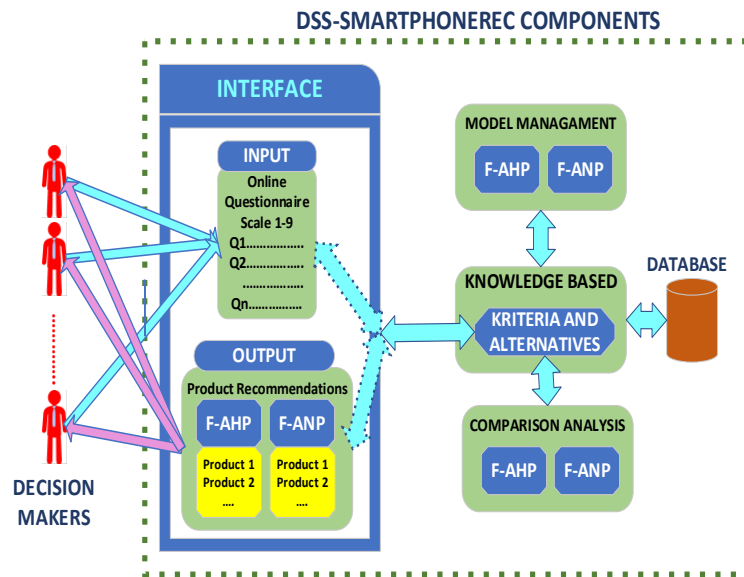 DSS-SMARTPHONEREC COMPONENTS
INTERFACE
INPUT
Online
Questionnaire
Scale 1-9
Q1.................
Q2................
................
Qn................
OUTPUT
Product Recommendations
F-AHP
F-ANP
Product 1
Product 2
....
Product 1
Product 2
....
DECISION
MAKERS
MODEL MANAGAMENT
F-AHP
F-ANP
KNOWLEDGE BASED
KRITERIA AND
ALTERNATIVES
DATABASE
COMPARISON ANALYSIS
F-AHP
F-ANP